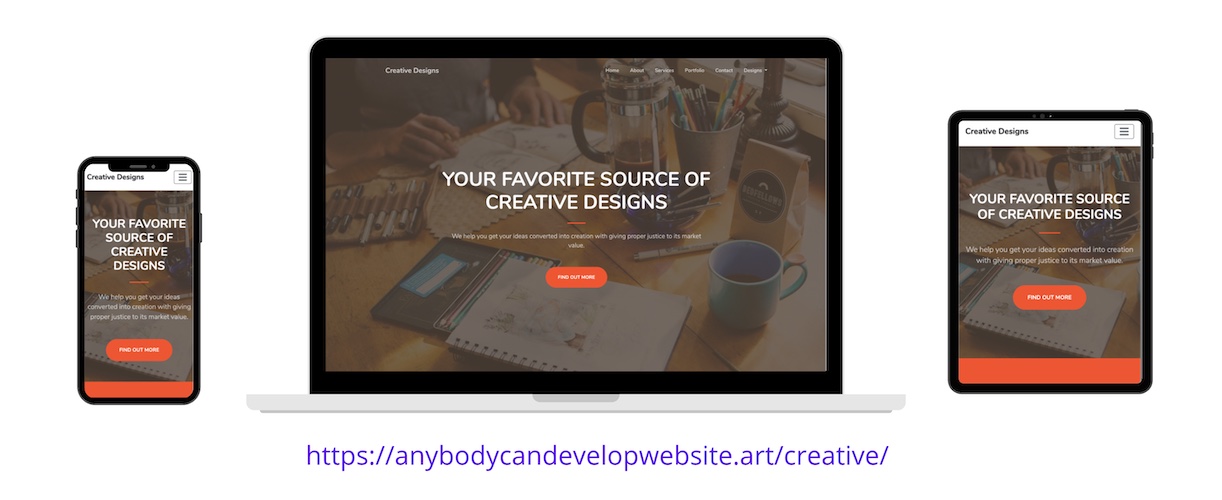 Creative Designs
YOUR FAVORITE
SOURCE OF
CREATIVE
DESIGNS
We help you get your ideas
converted into creation with giving
proper justice to its market value.
FIND OUT MORE
Creative Designs
Home About Services Portfolio Contact Designs
YOUR FAVORITE SOURCE OF
CREATIVE DESIGNS
We help you get your ideas converted into creation with giving proper justice to its market
value.
FIND OUT MORE
Creative Designs
YOUR FAVORITE SOURCE
OF CREATIVE DESIGNS
We help you get your ideas converted into creation
with giving proper justice to its market value.
FIND OUT MORE
https://anybodycandevelopwebsite.art/creative/